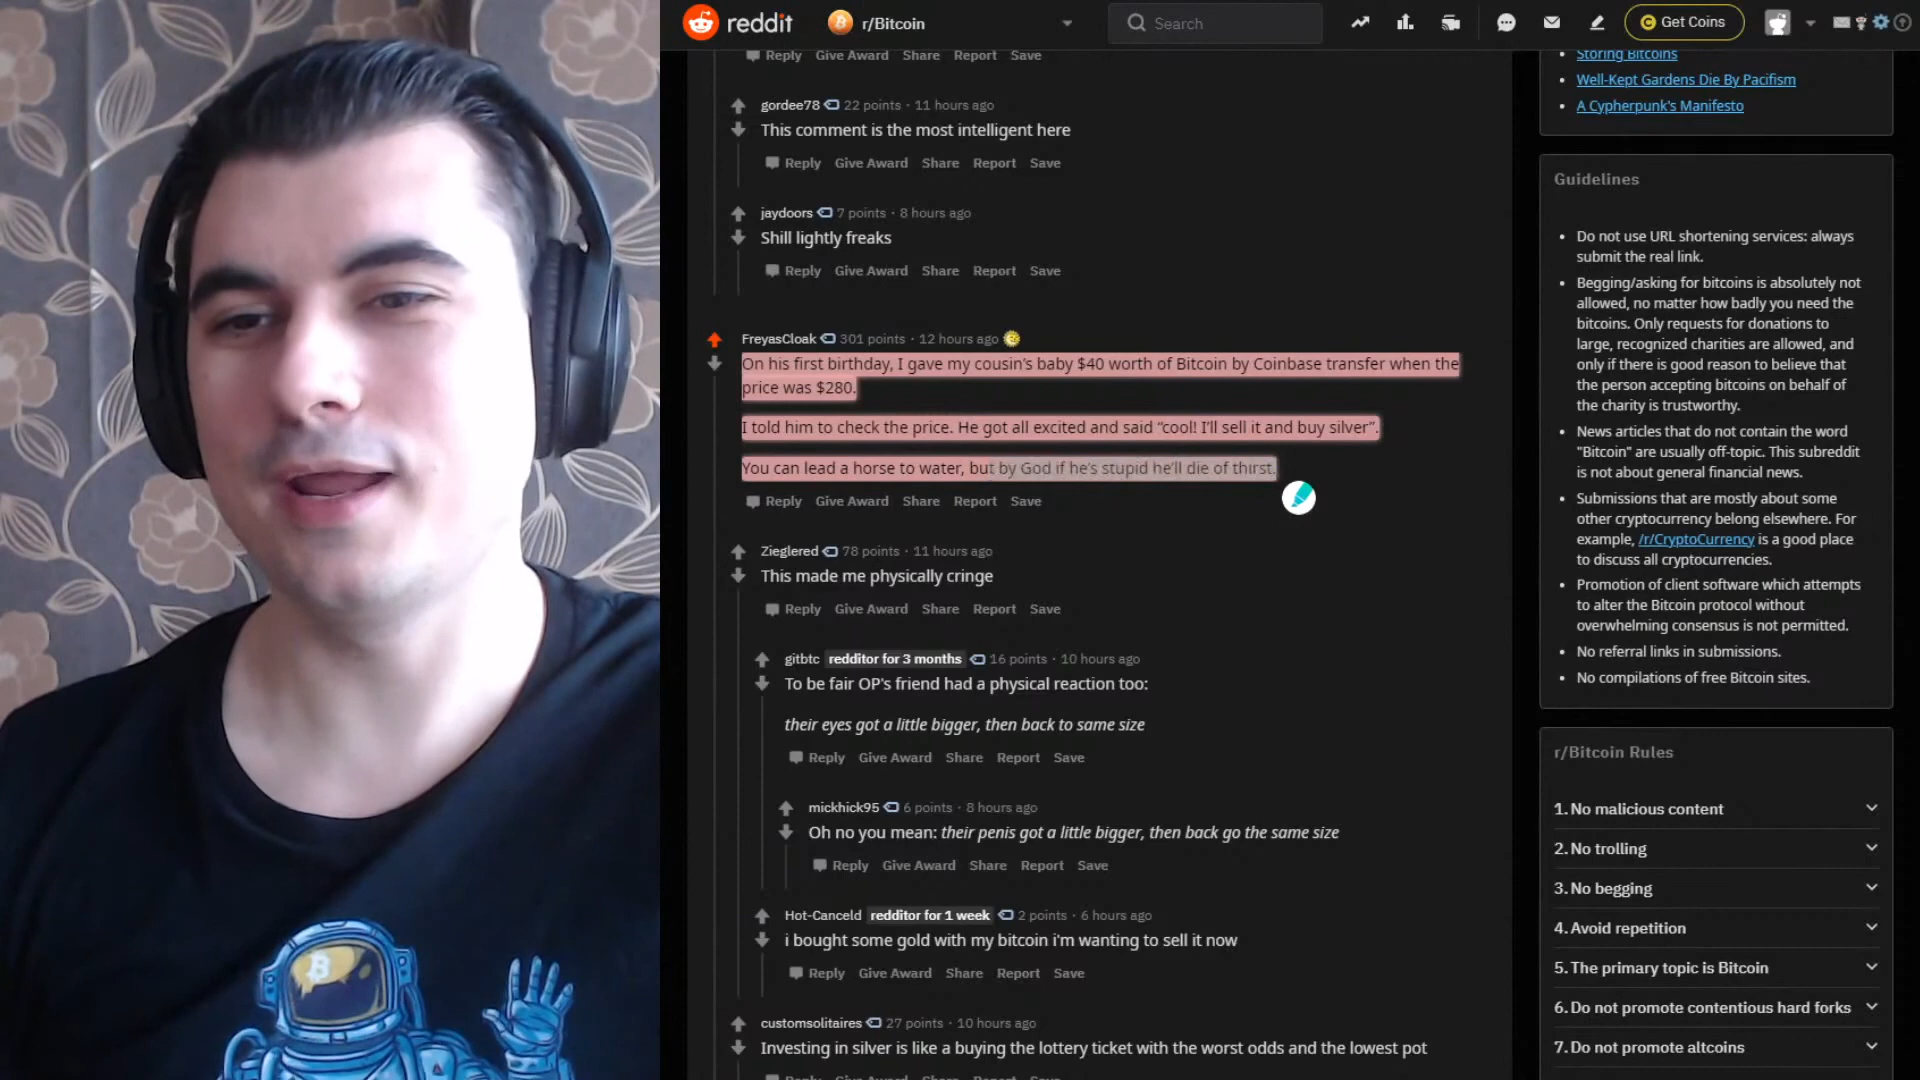 reddit
r/Bitcoin
Search
Get Coins
Reply Give Award Share Report Save
gordee78 22 points · 11 hours ago
This comment is the most intelligent here
Reply Give Award Share Report Save
jaydoors 7 points · 8 hours ago
Shill lightly freaks
Reply Give Award Share Report Save
FreyasCloak 301 points · 12 hours ago
On his first birthday, I gave my cousin's baby $40 worth of Bitcoin by Coinbase transfer when the
price was $280.
I told him to check the price. He got all excited and said “cool! I'll sell it and buy silver”.
You can lead a horse to water, but by God if he's stupid he'll die of thirst.
Reply Give Award Share Report Save
Zieglered 78 points · 11 hours ago
This made me physically cringe
Reply Give Award Share Report Save
gitbtc redditor for 3 months 16 points · 10 hours ago
To be fair OP's friend had a physical reaction too:
their eyes got a little bigger, then back to same size
Reply Give Award Share Report Save
mickhick95 6 points · 8 hours ago
Oh no you mean: their penis got a little bigger, then back go the same size
Reply Give Award Share Report Save
Hot-Canceld redditor for 1 week 2 points · 6 hours ago
i bought some gold with my bitcoin i'm wanting to sell it now
Reply Give Award Share Report Save
customsolitaires 27 points · 10 hours ago
Investing in silver is like a buying the lottery ticket with the worst odds and the lowest pot
Reply Give Award Share Report Save
Storing Bitcoins
Well-Kept Gardens Die By Pacifism
A Cypherpunk's Manifesto
Guidelines
• Do not use URL shortening services: always
submit the real link.
• Begging/asking for bitcoins is absolutely not
allowed, no matter how badly you need the
bitcoins. Only requests for donations to
large, recognized charities are allowed, and
only if there is good reason to believe that
the person accepting bitcoins on behalf of
the charity is trustworthy.
• News articles that do not contain the word
"Bitcoin" are usually off-topic. This subreddit
is not about general financial news.
• Submissions that are mostly about some
other cryptocurrency belong elsewhere. For
example, /r/CryptoCurrency is a good place
to discuss all cryptocurrencies.
• Promotion of client software which attempts
to alter the Bitcoin protocol without
overwhelming consensus is not permitted.
• No referral links in submissions.
• No compilations of free Bitcoin sites.
r/Bitcoin Rules
1. No malicious content
2. No trolling
3. No begging
4. Avoid repetition
5. The primary topic is Bitcoin
6. Do not promote contentious hard forks
7. Do not promote altcoins